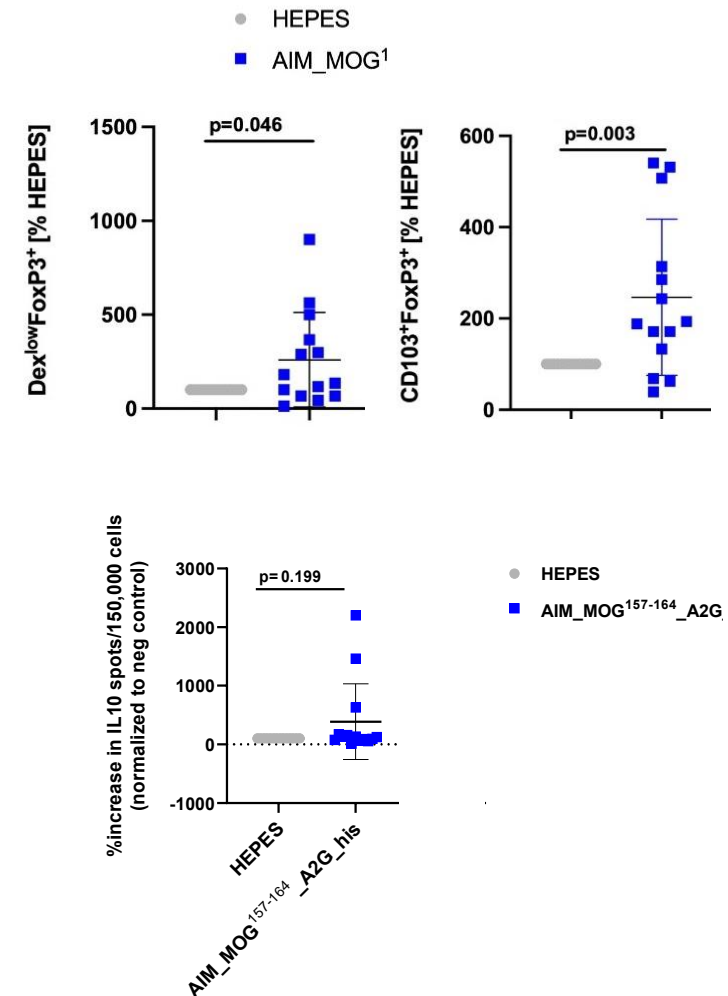 HEPES
AIM_MOG¹
Dex^lowFoxP3⁺ [% HEPES]
1500
1000
500
0
p=0.046
CD103⁺FoxP3⁺ [% HEPES]
600
400
200
0
p=0.003
%increase in IL10 spots/150,000 cells
(normalized to neg control)
3000
2000
1000
0
-1000
p= 0.199
HEPES
AIM_MOG¹⁵⁷⁻¹⁶⁴_A2G_his
HEPES
AIM_MOG¹⁵⁷⁻¹⁶⁴_A2G_